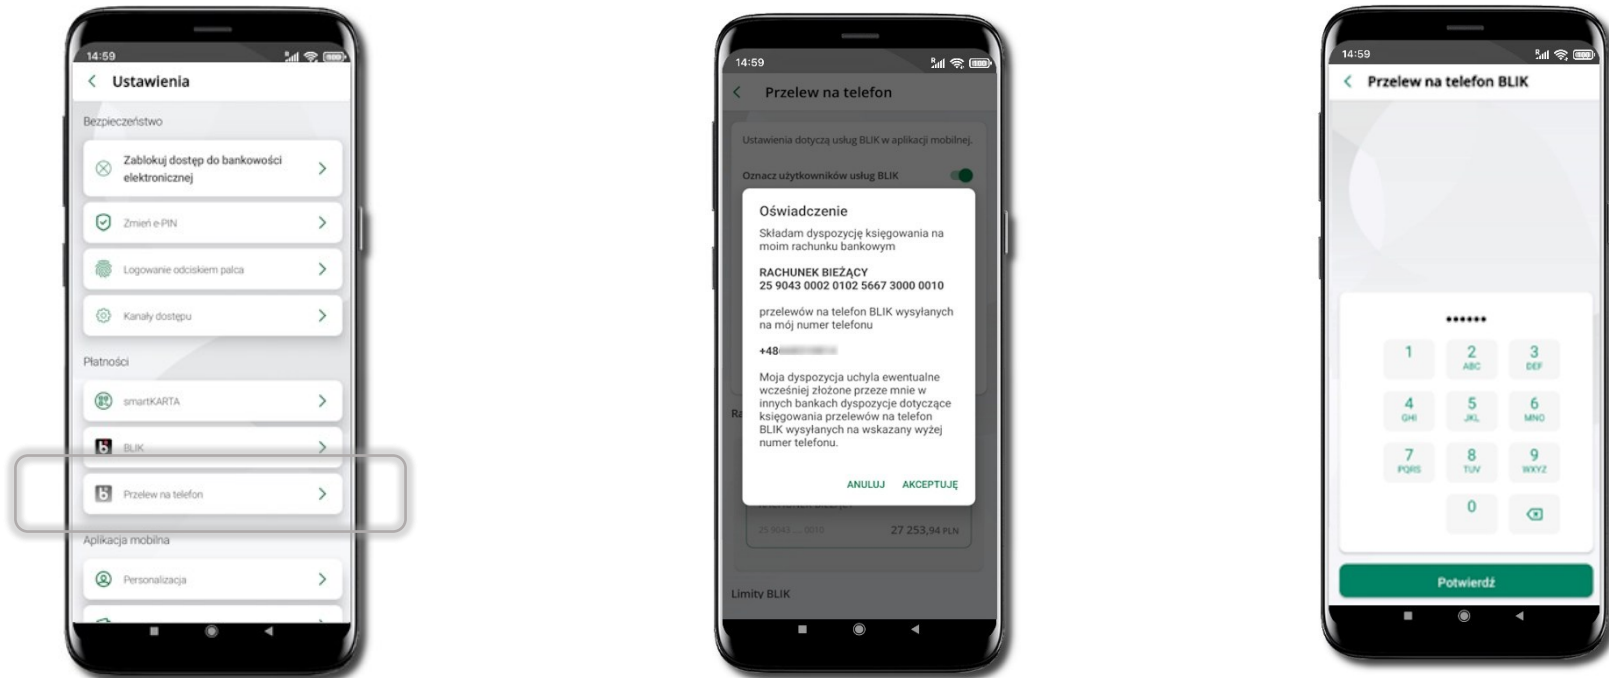 14:59
Ustawienia
Bezpieczeństwo
Zablokuj dostęp do bankowości
elektronicznej
Zmień e-PIN
Logowanie odciskiem palca
Kanały dostępu
Płatności
smartKARTA
BLIK
Przelew na telefon
Aplikacja mobilna
Personalizacja
14:59
Przelew na telefon
Ustawienia dotyczą usług BLIK w aplikacji mobilnej.
Oznacz użytkowników usług BLIK
Oświadczenie
Składam dyspozycję księgowania na
moim rachunku bankowym
RACHUNEK BIEŻĄCY
25 9043 0002 0102 5667 3000 0010
przelewów na telefon BLIK wysyłanych
na mój numer telefonu
+48
Moja dyspozycja uchyla ewentualne
wcześniej złożone przeze mnie w
innych bankach dyspozycje dotyczące
księgowania przelewów na telefon
BLIK wysyłanych na wskazany wyżej
numer telefonu.
ANULUJ AKCEPTUJĘ
25 9043 .... 0010 27 253,94 PLN
Limity BLIK
14:59
Przelew na telefon BLIK
••••••
1 2 3
ABC DEF
4 5 6
GHI JKL MNO
7 8 9
PQRS TUV WXYZ
0
Potwierdź